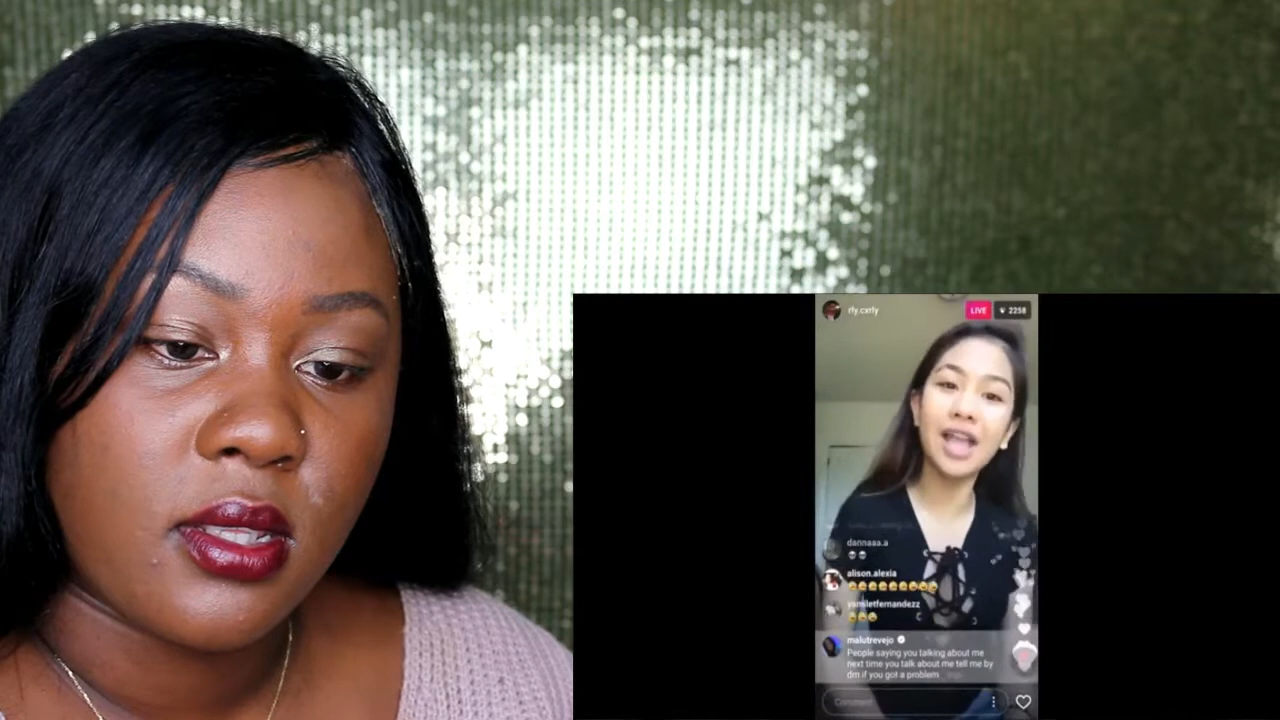 rfy.cxrfy LIVE 2258
dannaaa.a
alison.alexia
yamiletfernandezz
malutrevejo
People saying you talking about me
next time you talk about me tell me by
dm if you got a problem
Comment